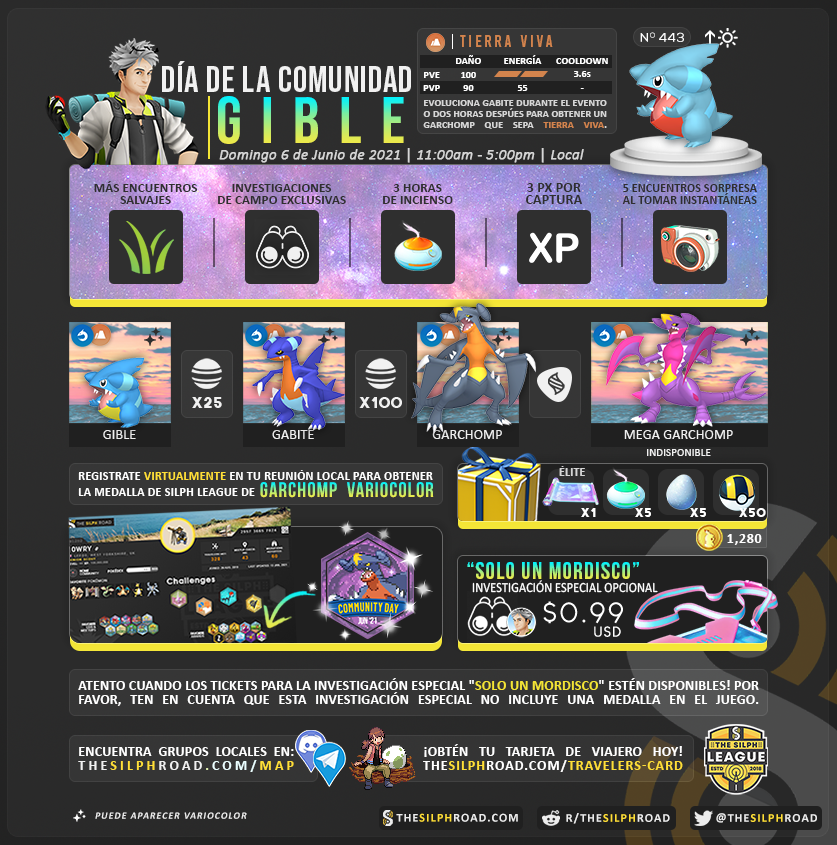 Nº 443
TIERRA VIVA
DAÑO ENERGÍA COOLDOWN
PVE 100 3.6s
PVP 90 55 -
EVOLUCIONA GABITE DURANTE EL EVENTO
O DOS HORAS DESPÚES PARA OBTENER UN
GARCHOMP QUE SEPA TIERRA VIVA.
DÍA DE LA COMUNIDAD
GIBLE
Domingo 6 de Junio de 2021 | 11:00am - 5:00pm | Local
MÁS ENCUENTROS
SALVAJES
INVESTIGACIONES
DE CAMPO EXCLUSIVAS
3 HORAS
DE INCIENSO
3 PX POR
CAPTURA
5 ENCUENTROS SORPRESA
AL TOMAR INSTANTÁNEAS
XP
X25
X100
GIBLE
GABITE
GARCHOMP
MEGA GARCHOMP
INDISPONIBLE
REGISTRATE VIRTUALMENTE EN TU REUNIÓN LOCAL PARA OBTENER
LA MEDALLA DE SILPH LEAGUE DE GARCHOMP VARIOCOLOR
ÉLITE
X1
X5
X5
X50
1,280
THE SILPH ROAD
OWRY
Challenges
COMMUNITY DAY
JUN '21
"SOLO UN MORDISCO"
INVESTIGACIÓN ESPECIAL OPCIONAL
$0.99
USD
ATENTO CUANDO LOS TICKETS PARA LA INVESTIGACIÓN ESPECIAL "SOLO UN MORDISCO" ESTÉN DISPONIBLES! POR
FAVOR, TEN EN CUENTA QUE ESTA INVESTIGACIÓN ESPECIAL NO INCLUYE UNA MEDALLA EN EL JUEGO.
ENCUENTRA GRUPOS LOCALES EN:
THESILPHROAD.COM/MAP
¡OBTÉN TU TARJETA DE VIAJERO HOY!
THESILPHROAD.COM/TRAVELERS-CARD
THE SILPH
LEAGUE
ESTD 2018
PUEDE APARECER VARIOCOLOR
THESILPHROAD.COM
R/THESILPHROAD
@THESILPHROAD